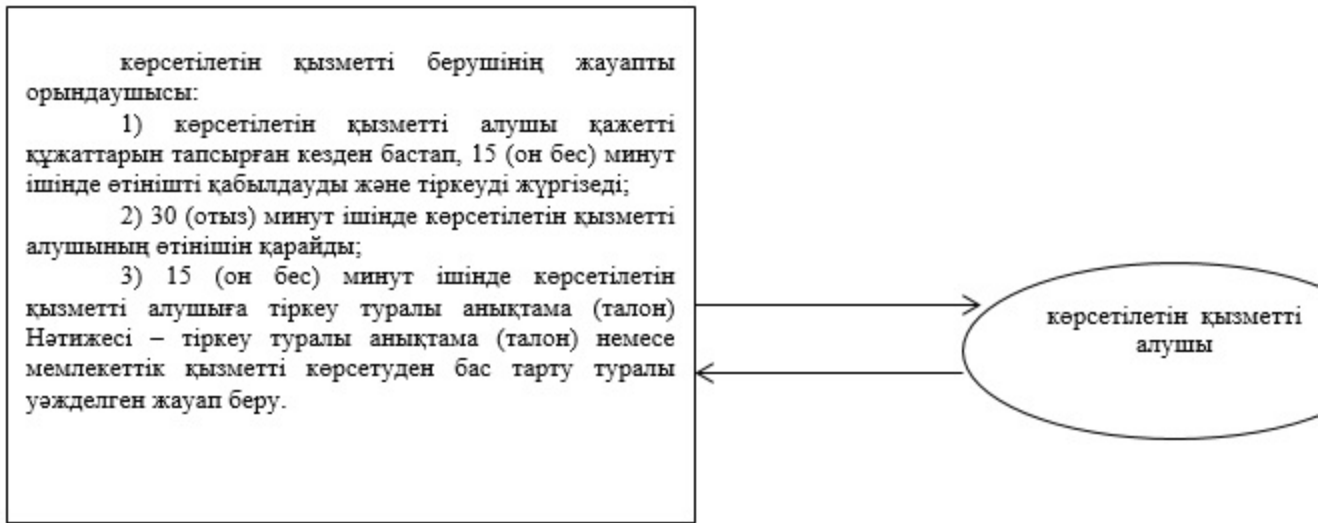 көрсетілетін қызметті берушінің жауапты
орындаушысы:
1) көрсетілетін қызметті алушы қажетті
құжаттарын тапсырған кезден бастап, 15 (он бес) минут
ішінде өтінішті қабылдауды және тіркеуді жүргізеді;
2) 30 (отыз) минут ішінде көрсетілетін қызметті
алушының өтінішін қарайды;
3) 15 (он бес) минут ішінде көрсетілетін
қызметті алушыға тіркеу туралы анықтама (талон)
Нәтижесі – тіркеу туралы анықтама (талон) немесе
мемлекеттік қызметті көрсетуден бас тарту туралы
уәжделген жауап беру.
көрсетілетін қызметті
алушы